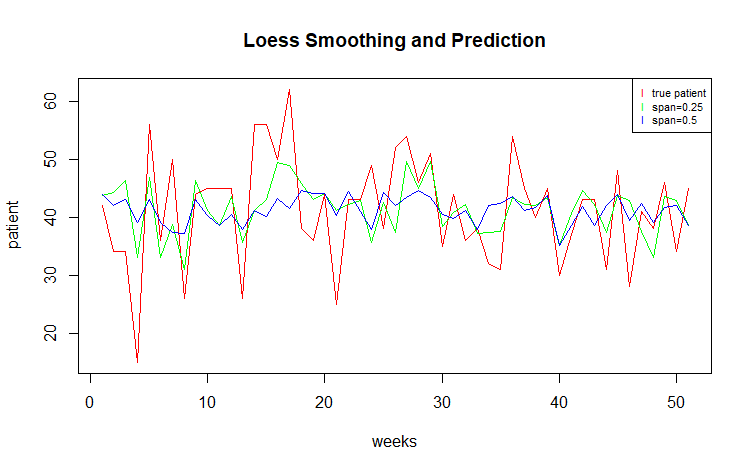 Loess Smoothing and Prediction
true patient
span=0.25
span=0.5
60
50
40
30
20
patient
0 10 20 30 40 50
weeks